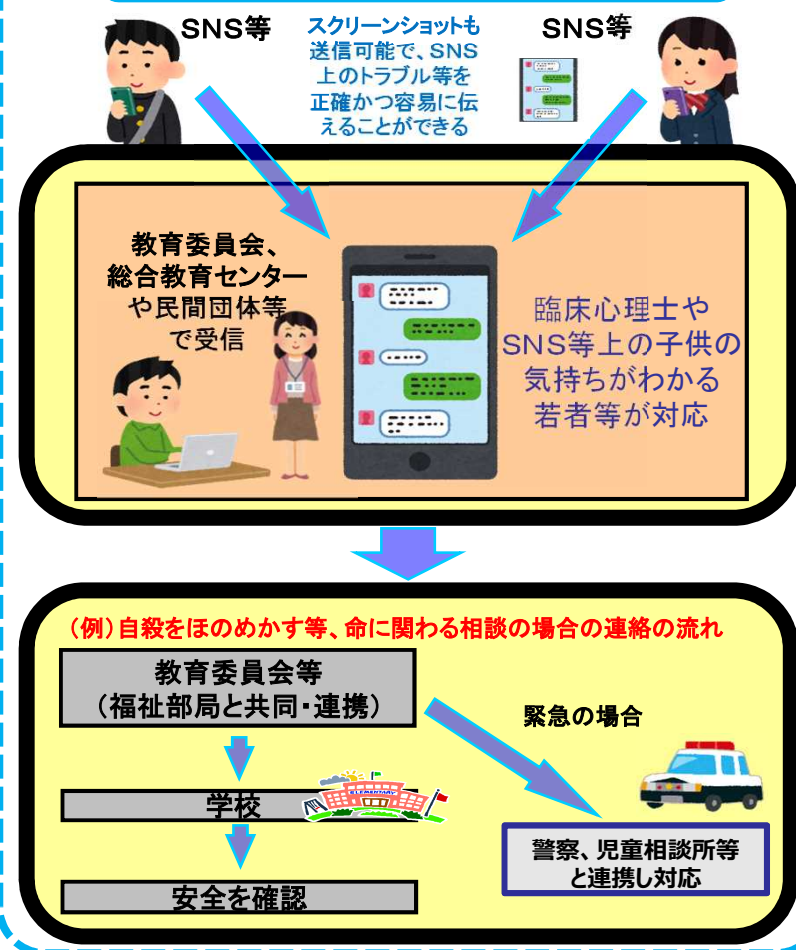 SNS等
スクリーンショットも
送信可能で、SNS
上のトラブル等を
正確かつ容易に伝
えることができる
SNS等
教育委員会、
総合教育センター
や民間団体等
で受信
臨床心理士や
SNS等上の子供の
気持ちがわかる
若者等が対応
（例）自殺をほのめかす等、命に関わる相談の場合の連絡の流れ
教育委員会等
（福祉部局と共同・連携）
緊急の場合
学校
ELEMENTARY
警察、児童相談所等
と連携し対応
安全を確認